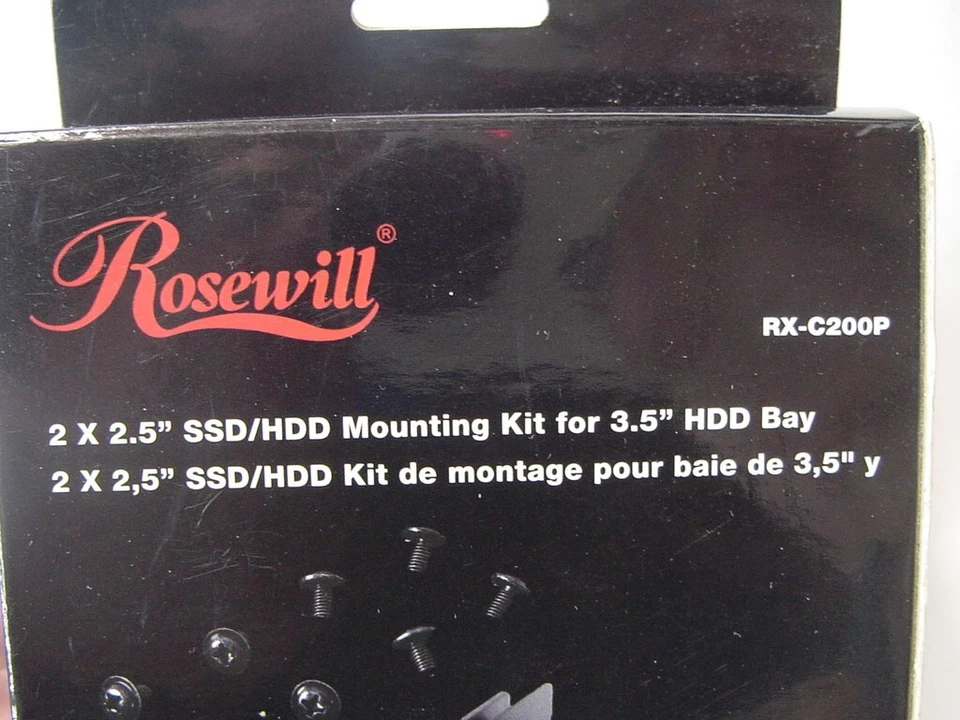 Rosewill®
RX-C200P
2 X 2.5” SSD/HDD Mounting Kit for 3.5” HDD Bay
2 X 2,5” SSD/HDD Kit de montage pour baie de 3,5" y